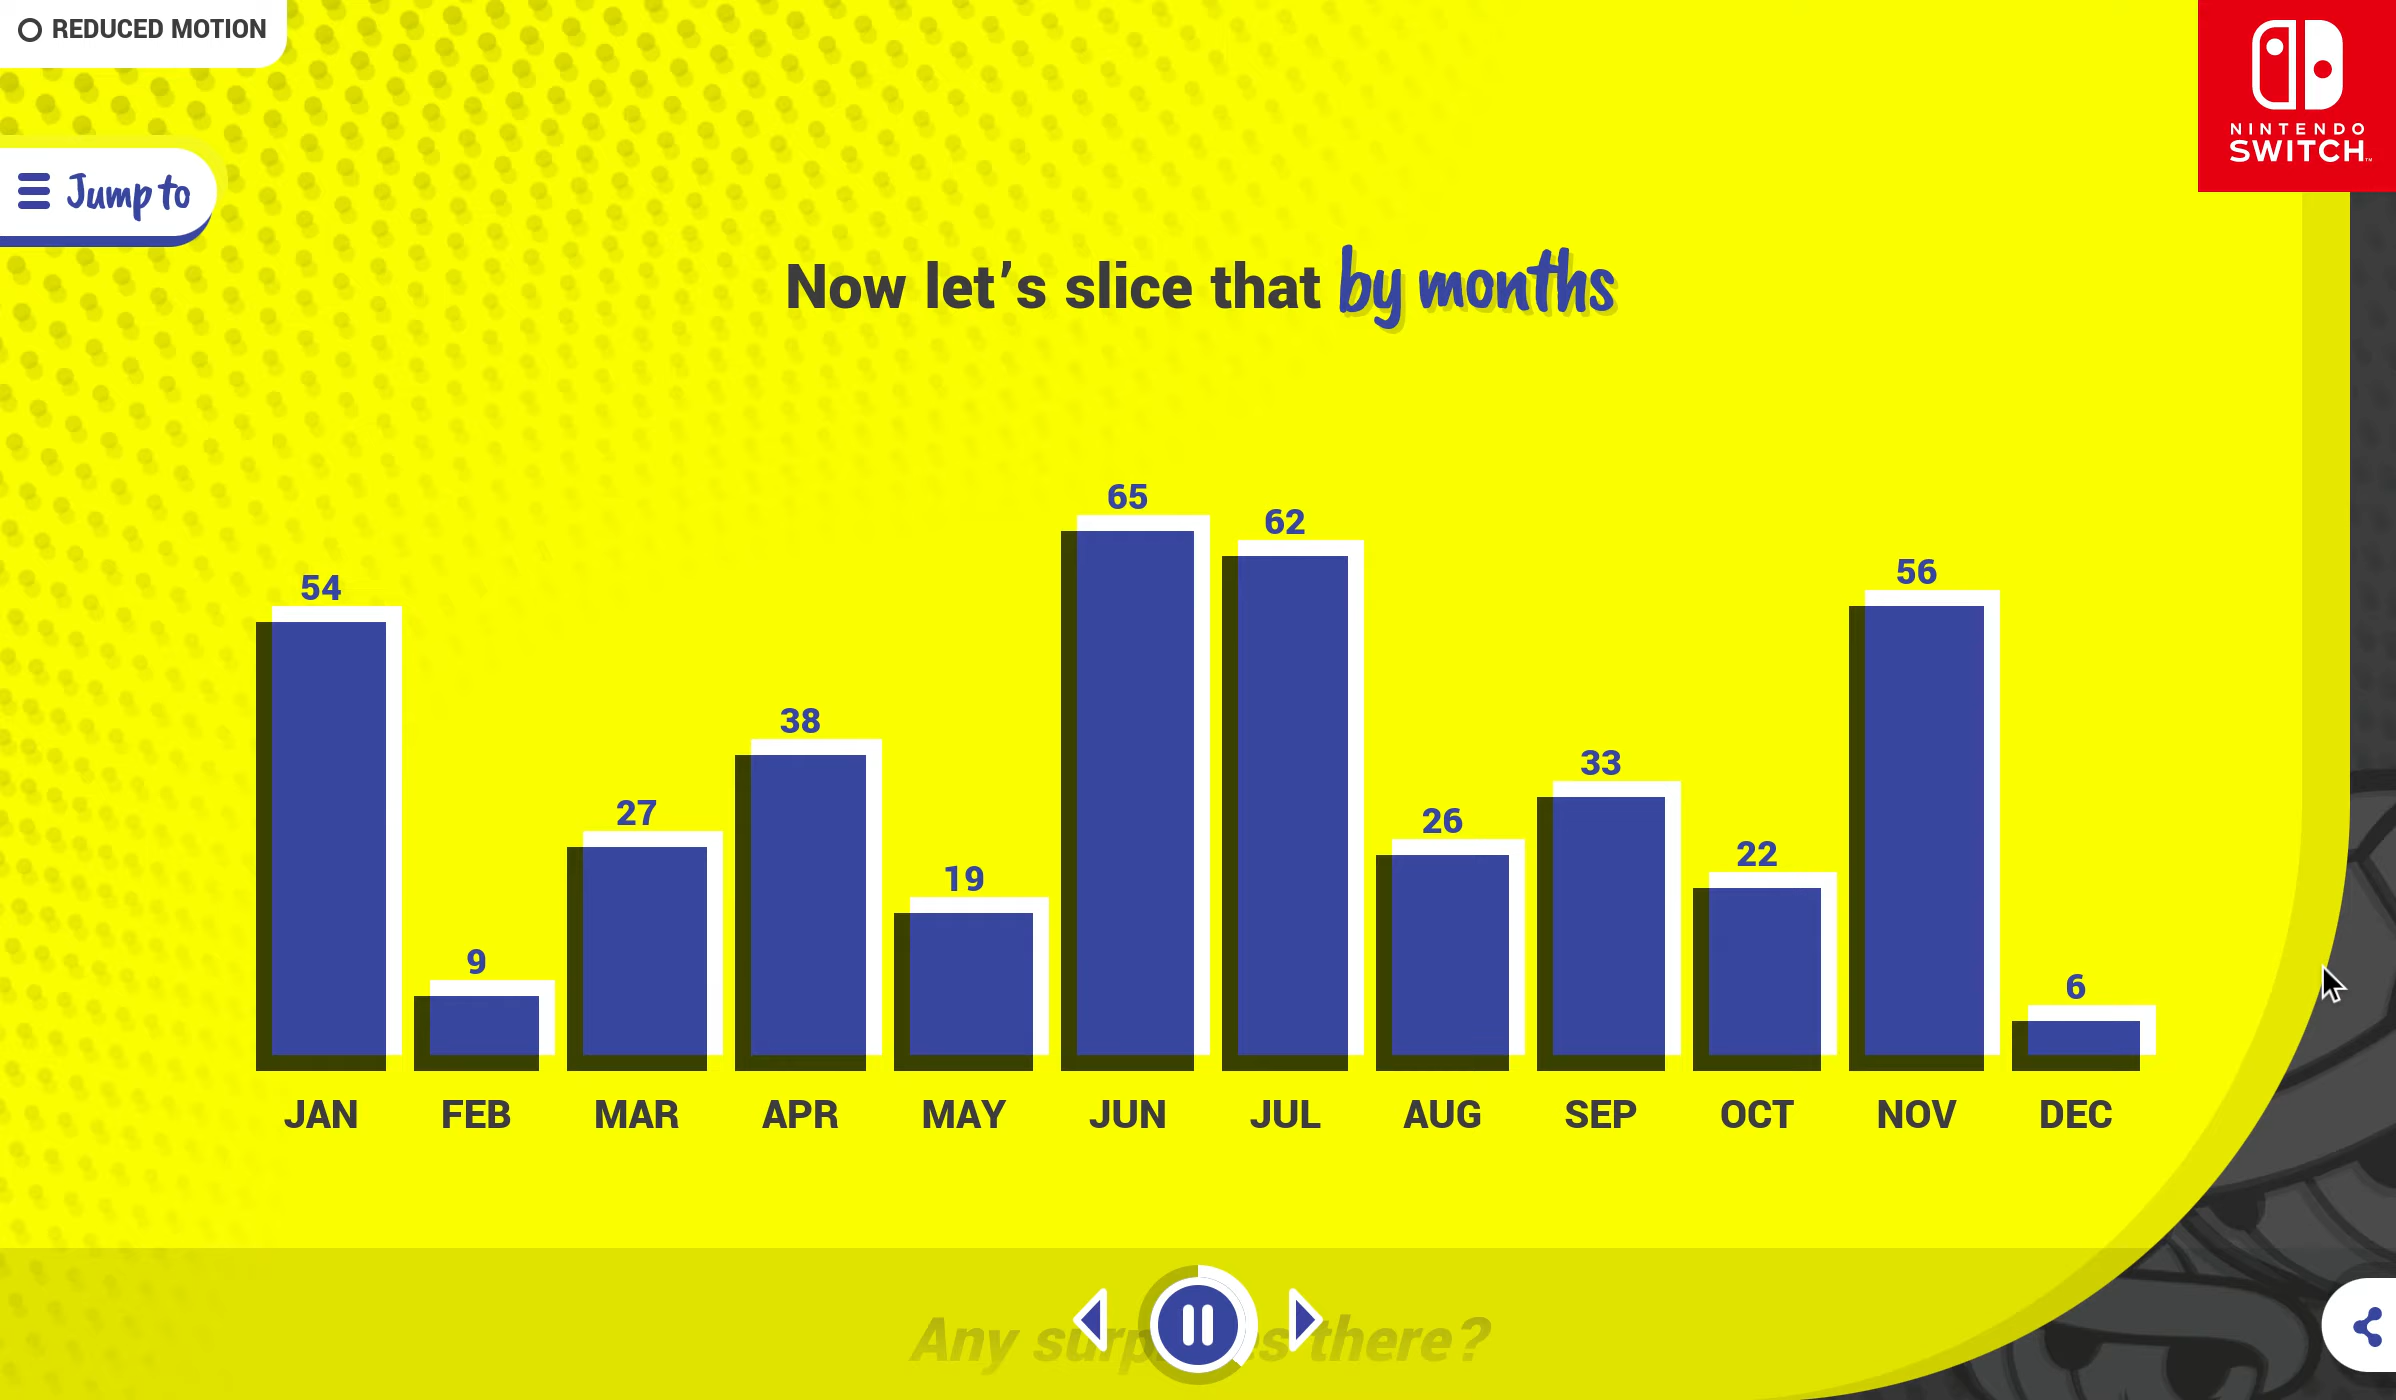 REDUCED MOTION
NINTENDO
SWITCH
Jump to
Now let's slice that by months
54
9
27
38
19
65
62
26
33
22
56
6
JAN FEB MAR APR MAY JUN JUL AUG SEP OCT NOV DEC
Any there?